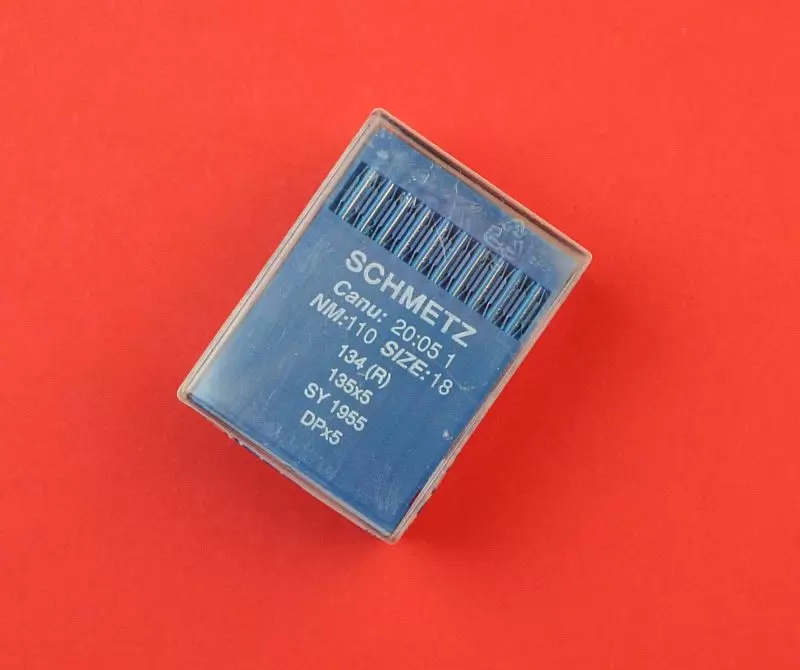 SCHMETZ
Canu: 20:05 1
NM:110 SIZE:18
134 (R)
135x5
SY 1955
DPx5